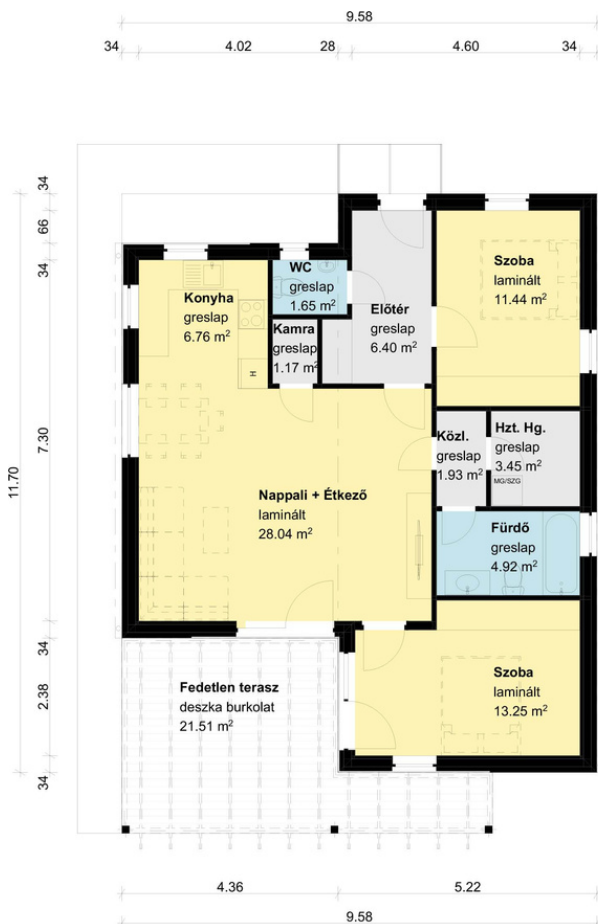 9.58
34
4.02
28
4.60
34
34
66
34
7.30
11.70
34
2.38
34
WC
greslap
1.65 m²
Konyha
greslap
6.76 m²
Kamra
greslap
1.17 m²
H
Előtér
greslap
6.40 m²
Szoba
laminált
11.44 m²
Közl.
greslap
1.93 m²
Hzt. Hg.
greslap
3.45 m²
MG/SZG
Nappali + Étkező
laminált
28.04 m²
Fürdő
greslap
4.92 m²
Szoba
laminált
13.25 m²
Fedetlen terasz
deszka burkolat
21.51 m²
4.36
5.22
9.58